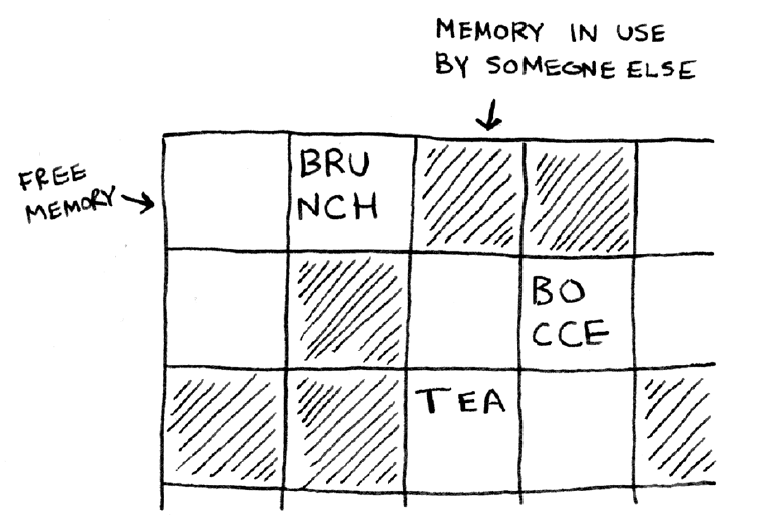 MEMORY IN USE
BY SOMEONE ELSE
FREE
MEMORY
BRU
NCH
BO
CCE
TEA